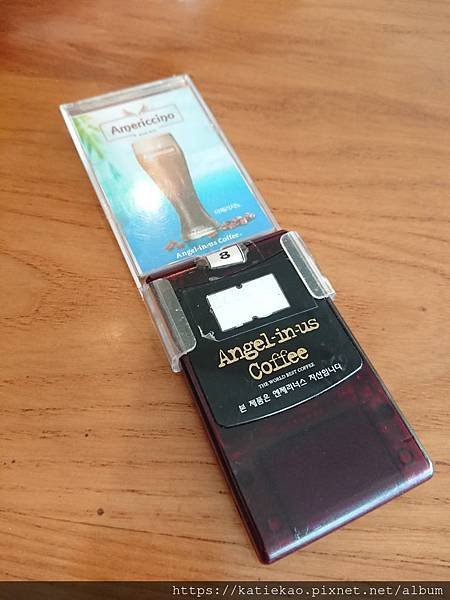 Americcino
Angel-in-us Coffee
8
Angel-in-us
Coffee
THE WORLD BEST COFFEE
본 제품은 엔제리너스 자산입니다
https://katiekao.pixnet.net/album